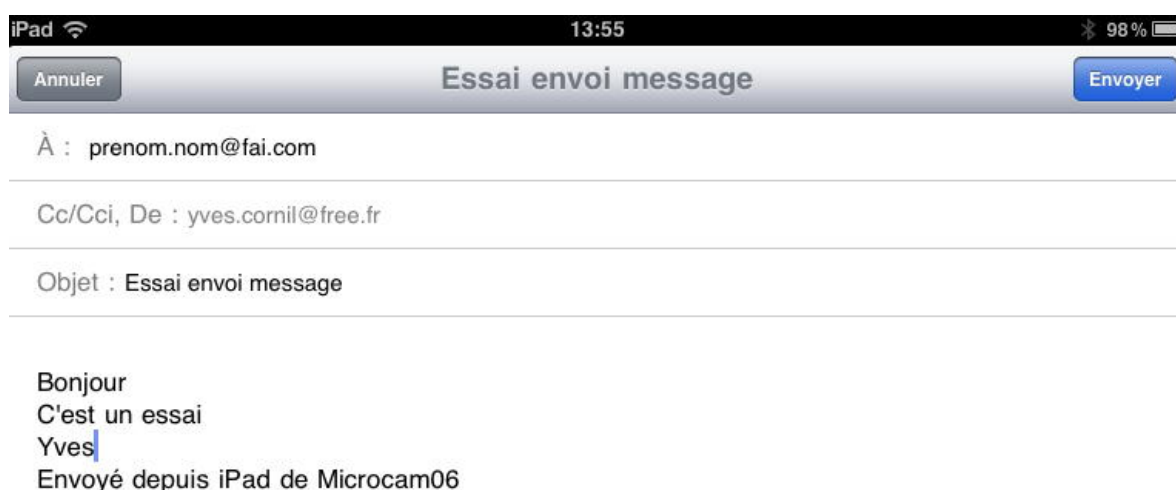 iPad 13:55 98 %
Annuler Essai envoi message Envoyer
À : prenom.nom@fai.com
Cc/Cci, De : yves.cornil@free.fr
Objet : Essai envoi message
Bonjour
C'est un essai
Yves
Envoyé depuis iPad de Microcam06